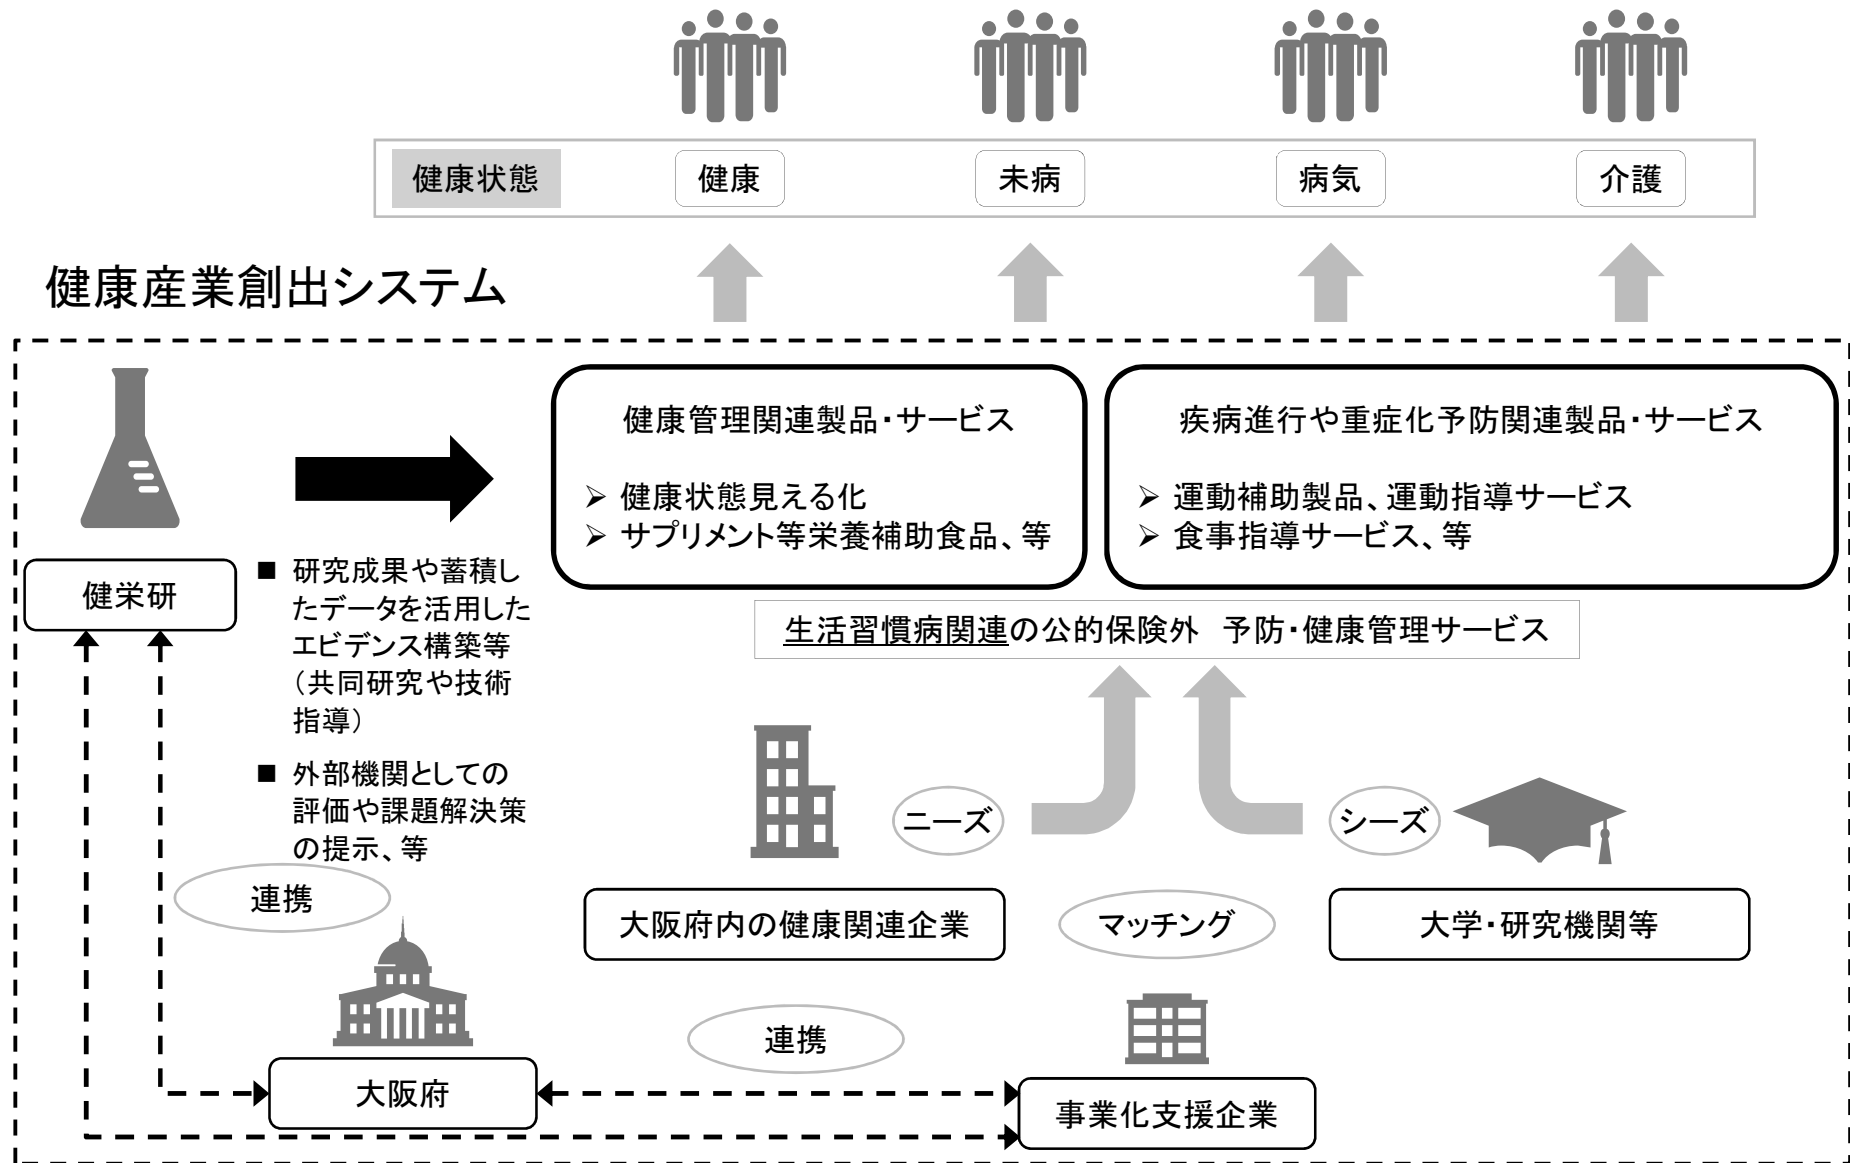 健康状態
健康
未病
病気
介護
健康産業創出システム
健康管理関連製品・サービス
➢ 健康状態見える化
➢ サプリメント等栄養補助食品、等
疾病進行や重症化予防関連製品・サービス
➢ 運動補助製品、運動指導サービス
➢ 食事指導サービス、等
健栄研
■ 研究成果や蓄積し
たデータを活用した
エビデンス構築等
（共同研究や技術
指導）
■ 外部機関としての
評価や課題解決策
の提示、等
生活習慣病関連の公的保険外　予防・健康管理サービス
ニーズ
シーズ
連携
大阪府内の健康関連企業
マッチング
大学・研究機関等
連携
大阪府
事業化支援企業